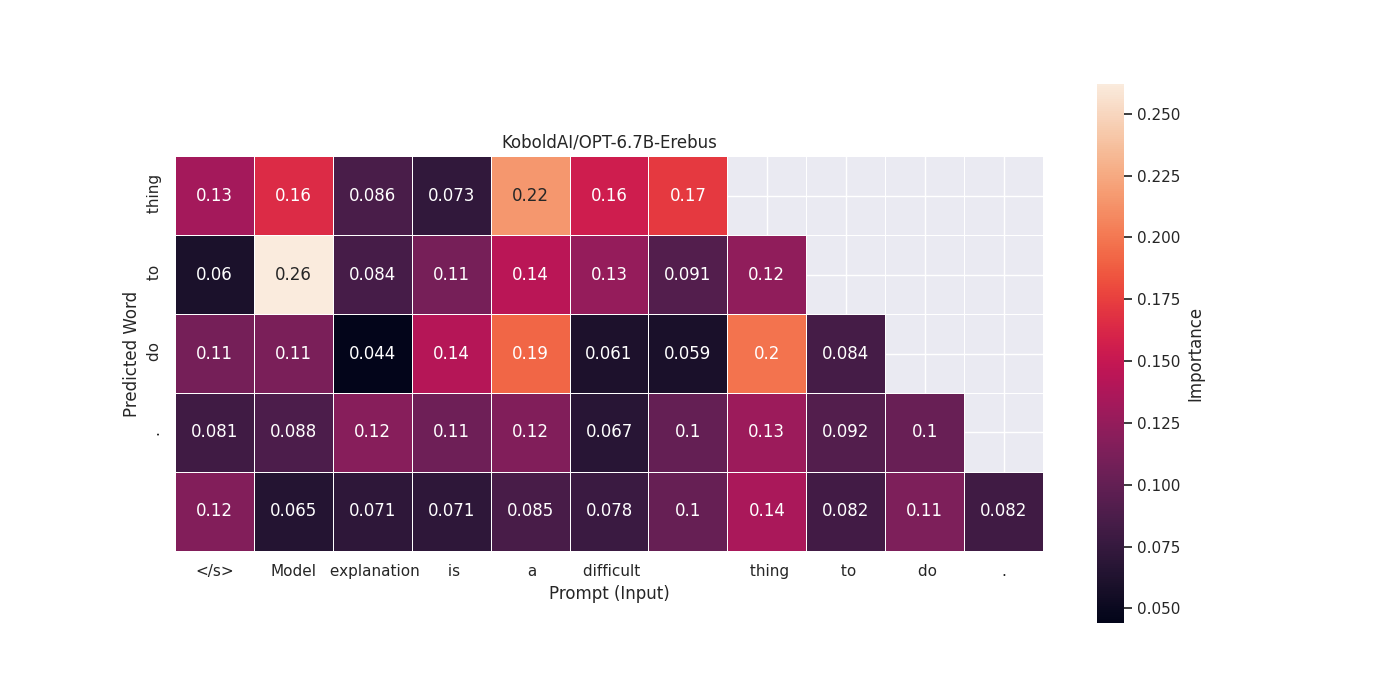 KoboldAI/OPT-6.7B-Erebus
thing 0.13 0.16 0.086 0.073 0.22 0.16 0.17
to 0.06 0.26 0.084 0.11 0.14 0.13 0.091 0.12
do 0.11 0.11 0.044 0.14 0.19 0.061 0.059 0.2 0.084
. 0.081 0.088 0.12 0.11 0.12 0.067 0.1 0.13 0.092 0.1
0.12 0.065 0.071 0.071 0.085 0.078 0.1 0.14 0.082 0.11 0.082
</s> Model explanation is a difficult thing to do .
Prompt (Input)
Predicted Word
0.250
0.225
0.200
0.175
0.150
0.125
0.100
0.075
0.050
Importance